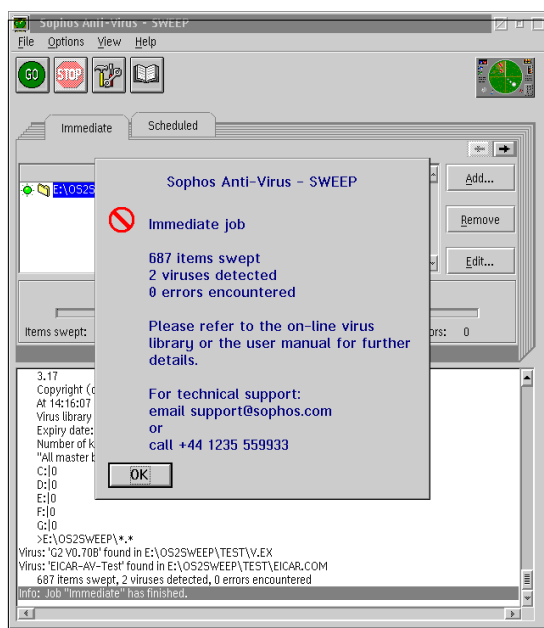 Sophos Anti-Virus - SWEEP
File Options View Help
GO
STOP
Immediate
Scheduled
E:\OS2S
Add...
Remove
Edit...
Items swept:
ors: 0
Sophos Anti-Virus - SWEEP
Immediate job
687 items swept
2 viruses detected
0 errors encountered
Please refer to the on-line virus
library or the user manual for further
details.
For technical support:
email support@sophos.com
or
call +44 1235 559933
OK
3.17
Copyright (c
At 14:16:07
Virus library
Expiry date:
Number of k
"All master b
C:|0
D:|0
E:|0
F:|0
G:|0
>E:\OS2SWEEP\*.*
Virus: 'G2 V0.70B' found in E:\OS2SWEEP\TEST\V.EX
Virus: 'EICAR-AV-Test' found in E:\OS2SWEEP\TEST\EICAR.COM
687 items swept, 2 viruses detected, 0 errors encountered
Info: Job "Immediate" has finished.